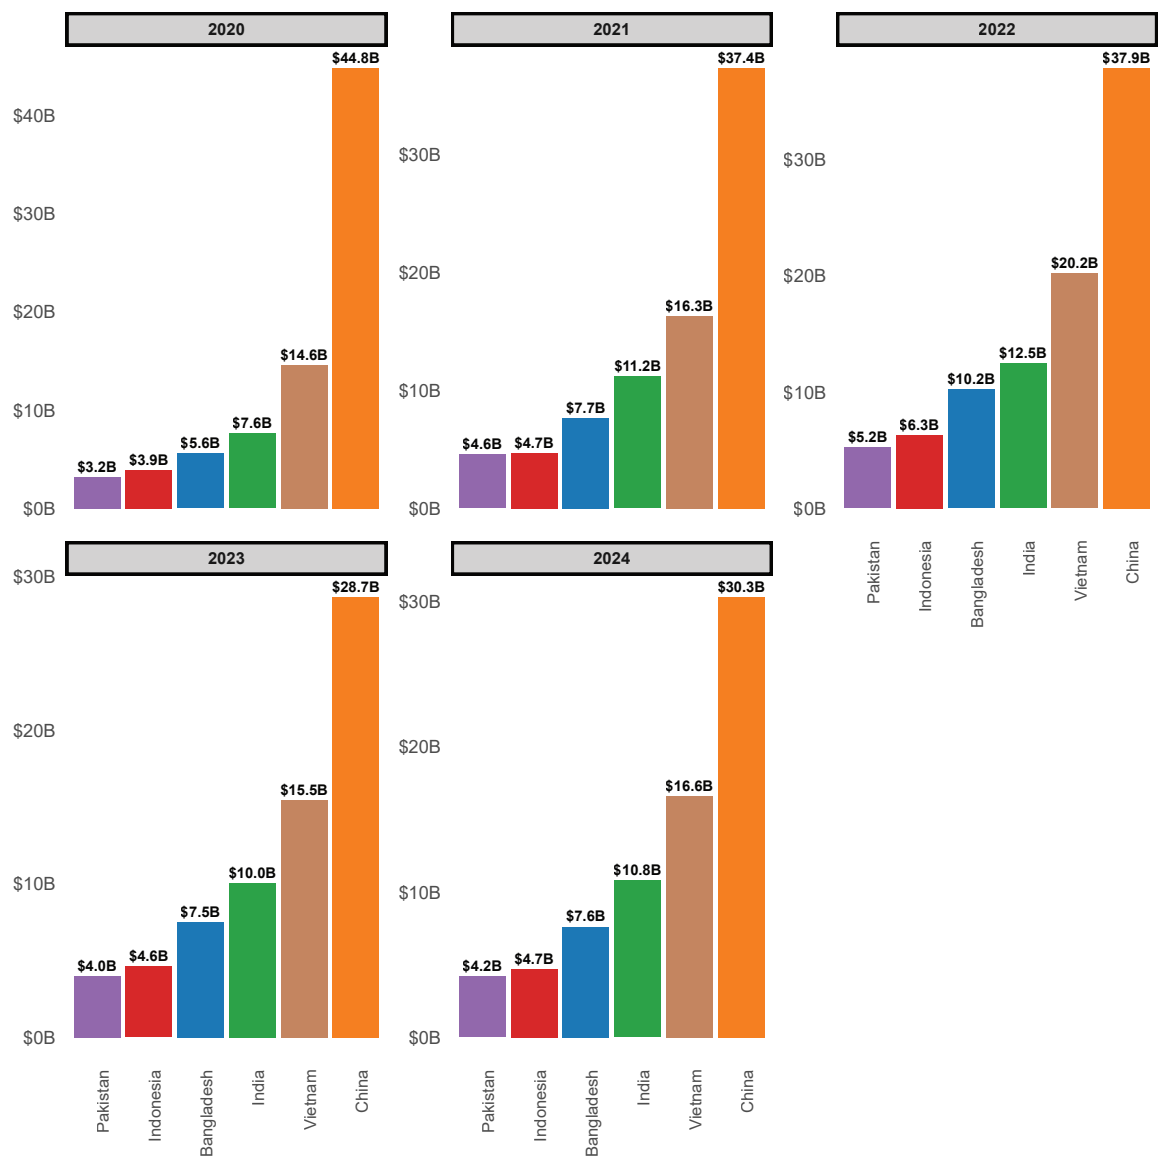 2020
$44.8B
$40B
$30B
$20B
$14.6B
$10B
$7.6B
$5.6B
$3.9B
$3.2B
$0B
2021
$37.4B
$30B
$20B
$16.3B
$11.2B
$10B
$7.7B
$4.6B
$4.7B
$0B
2022
$37.9B
$30B
$20.2B
$20B
$12.5B
$10.2B
$10B
$6.3B
$5.2B
$0B
Pakistan
Indonesia
Bangladesh
India
Vietnam
China
2023
$30B
$28.7B
$20B
$15.5B
$10.0B
$10B
$7.5B
$4.6B
$4.0B
$0B
Pakistan
Indonesia
Bangladesh
India
Vietnam
China
2024
$30.3B
$30B
$20B
$16.6B
$10.8B
$10B
$7.6B
$4.7B
$4.2B
$0B
Pakistan
Indonesia
Bangladesh
India
Vietnam
China